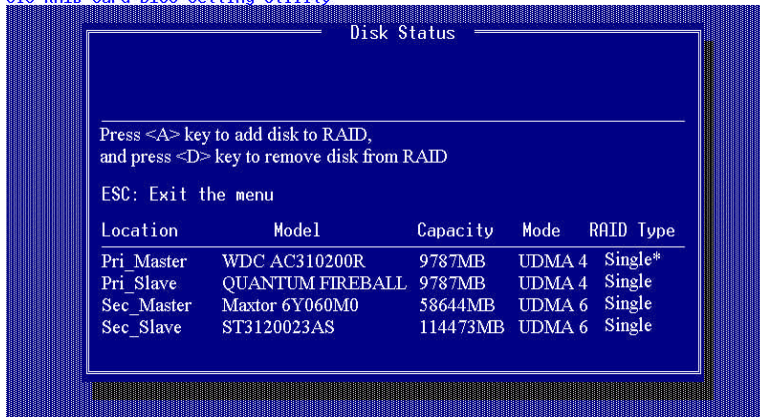 Disk Status
Press <A> key to add disk to RAID,
and press <D> key to remove disk from RAID
ESC: Exit the menu
Location Model Capacity Mode RAID Type
Pri_Master WDC AC310200R 9787MB UDMA 4 Single*
Pri_Slave QUANTUM FIREBALL 9787MB UDMA 4 Single
Sec_Master Maxtor 6Y060M0 58644MB UDMA 6 Single
Sec_Slave ST3120023AS 114473MB UDMA 6 Single